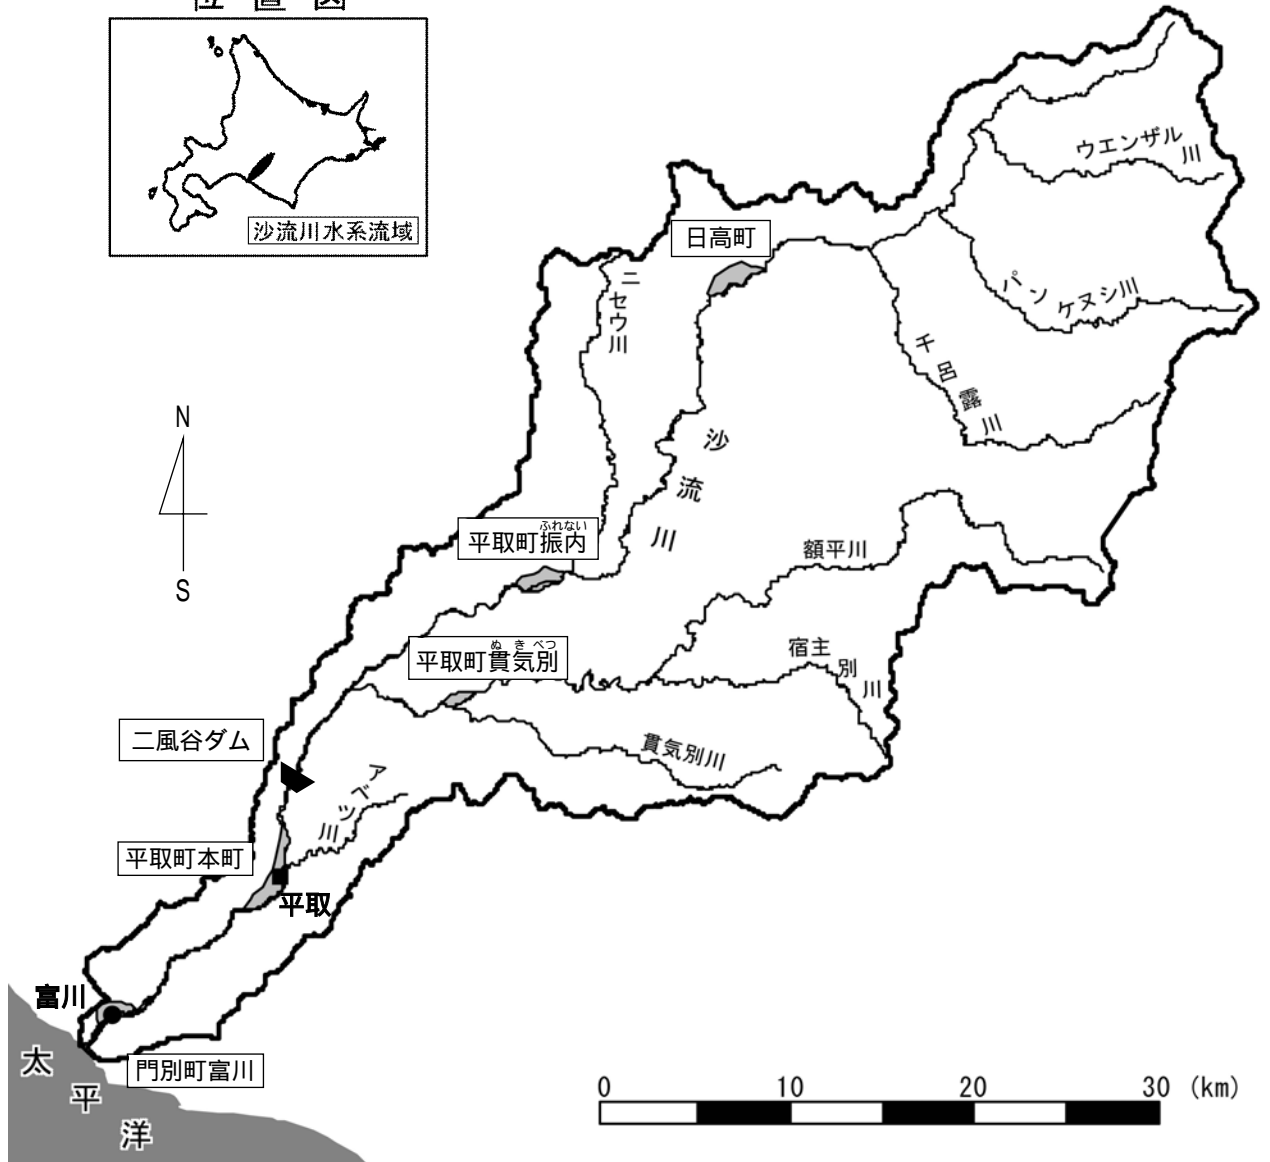 位置図
沙流川水系流域
日高町
ウエンザル川
パンケヌシ川
ニセウ川
千呂露川
沙流川
N
S
ふれない
平取町振内
額平川
ぬきべつ
平取町貫気別
宿主別川
二風谷ダム
貫気別川
アベツ川
平取町本町
平取
富川
門別町富川
太平洋
0 10 20 30 (km)